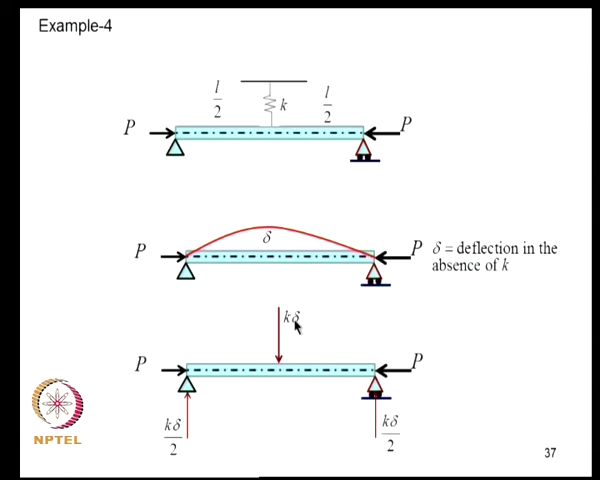 Example-4
l/2
k
l/2
P
P
δ
P
P
δ = deflection in the
absence of k
kδ
P
P
kδ/2
kδ/2
NPTEL
37